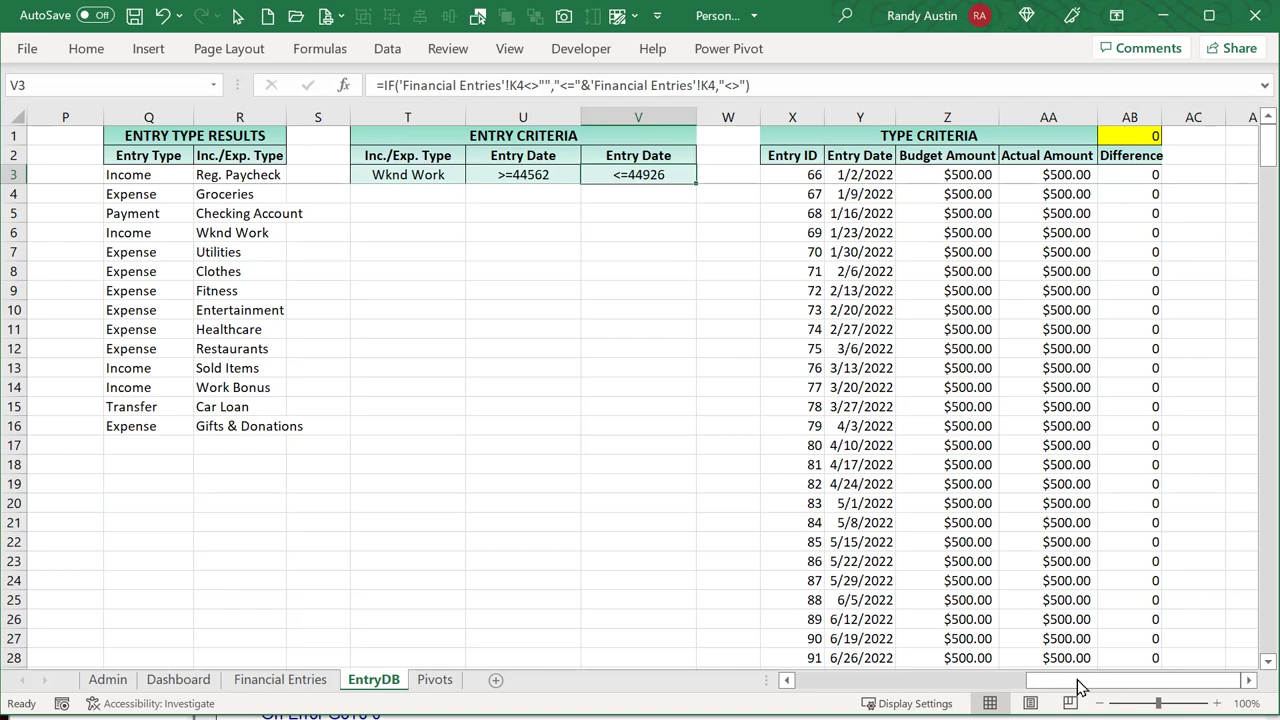 AutoSave Off Person... Randy Austin RA
File Home Insert Page Layout Formulas Data Review View Developer Help Power Pivot Comments Share
V3 fx =IF('Financial Entries'!K4<>"","<="&'Financial Entries'!K4,"<>")
P Q R S T U V W X Y Z AA AB AC A
1 ENTRY TYPE RESULTS ENTRY CRITERIA TYPE CRITERIA 0
2 Entry Type Inc./Exp. Type Inc./Exp. Type Entry Date Entry Date Entry ID Entry Date Budget Amount Actual Amount Difference
3 Income Reg. Paycheck Wknd Work >=44562 <=44926 66 1/2/2022 $500.00 $500.00 0
4 Expense Groceries 67 1/9/2022 $500.00 $500.00 0
5 Payment Checking Account 68 1/16/2022 $500.00 $500.00 0
6 Income Wknd Work 69 1/23/2022 $500.00 $500.00 0
7 Expense Utilities 70 1/30/2022 $500.00 $500.00 0
8 Expense Clothes 71 2/6/2022 $500.00 $500.00 0
9 Expense Fitness 72 2/13/2022 $500.00 $500.00 0
10 Expense Entertainment 73 2/20/2022 $500.00 $500.00 0
11 Expense Healthcare 74 2/27/2022 $500.00 $500.00 0
12 Expense Restaurants 75 3/6/2022 $500.00 $500.00 0
13 Income Sold Items 76 3/13/2022 $500.00 $500.00 0
14 Income Work Bonus 77 3/20/2022 $500.00 $500.00 0
15 Transfer Car Loan 78 3/27/2022 $500.00 $500.00 0
16 Expense Gifts & Donations 79 4/3/2022 $500.00 $500.00 0
17 80 4/10/2022 $500.00 $500.00 0
18 81 4/17/2022 $500.00 $500.00 0
19 82 4/24/2022 $500.00 $500.00 0
20 83 5/1/2022 $500.00 $500.00 0
21 84 5/8/2022 $500.00 $500.00 0
22 85 5/15/2022 $500.00 $500.00 0
23 86 5/22/2022 $500.00 $500.00 0
24 87 5/29/2022 $500.00 $500.00 0
25 88 6/5/2022 $500.00 $500.00 0
26 89 6/12/2022 $500.00 $500.00 0
27 90 6/19/2022 $500.00 $500.00 0
28 91 6/26/2022 $500.00 $500.00 0
Admin Dashboard Financial Entries EntryDB Pivots
Ready Accessibility: Investigate Display Settings 100%
On Error GoTo 0